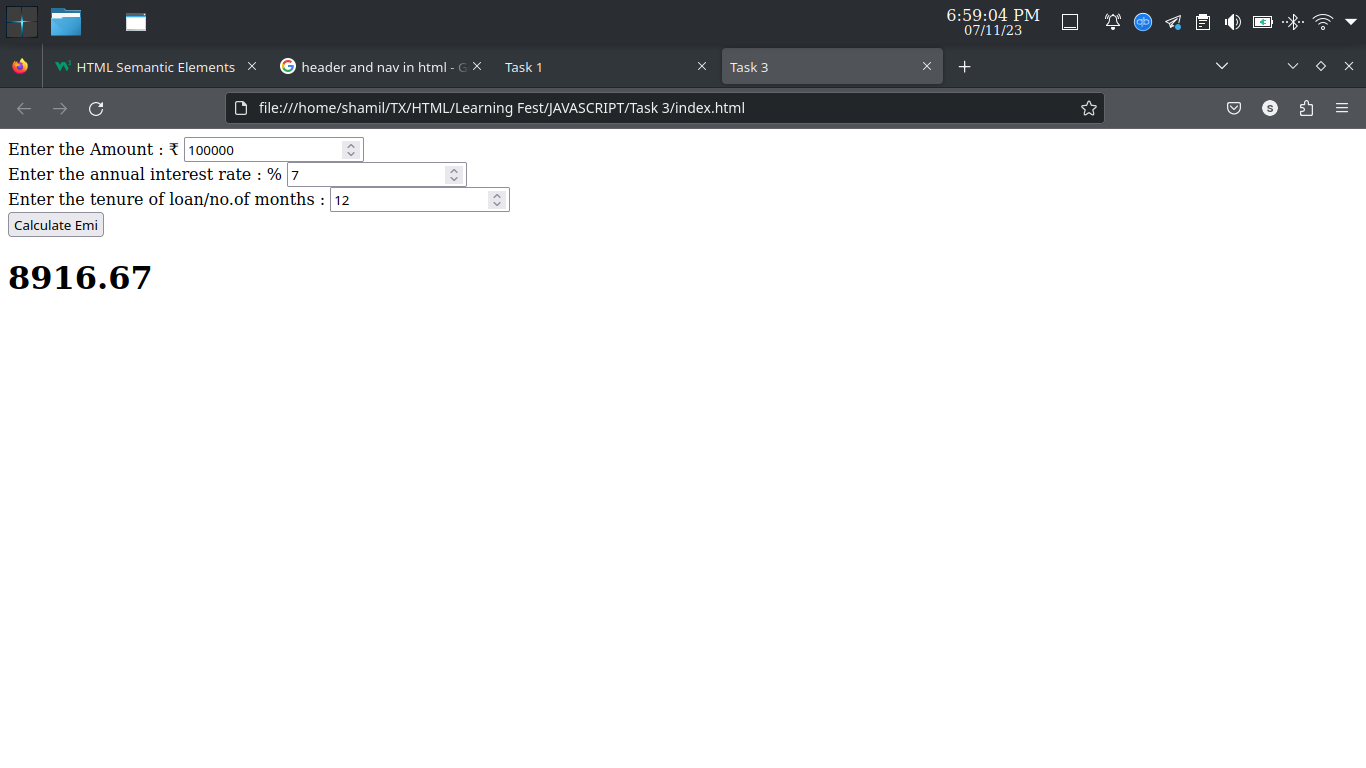 6:59:04 PM
07/11/23
HTML Semantic Elements
header and nav in html - G
Task 1
Task 3
file:///home/shamil/TX/HTML/Learning Fest/JAVASCRIPT/Task 3/index.html
S
Enter the Amount : ₹ 100000
Enter the annual interest rate : % 7
Enter the tenure of loan/no.of months : 12
Calculate Emi
8916.67